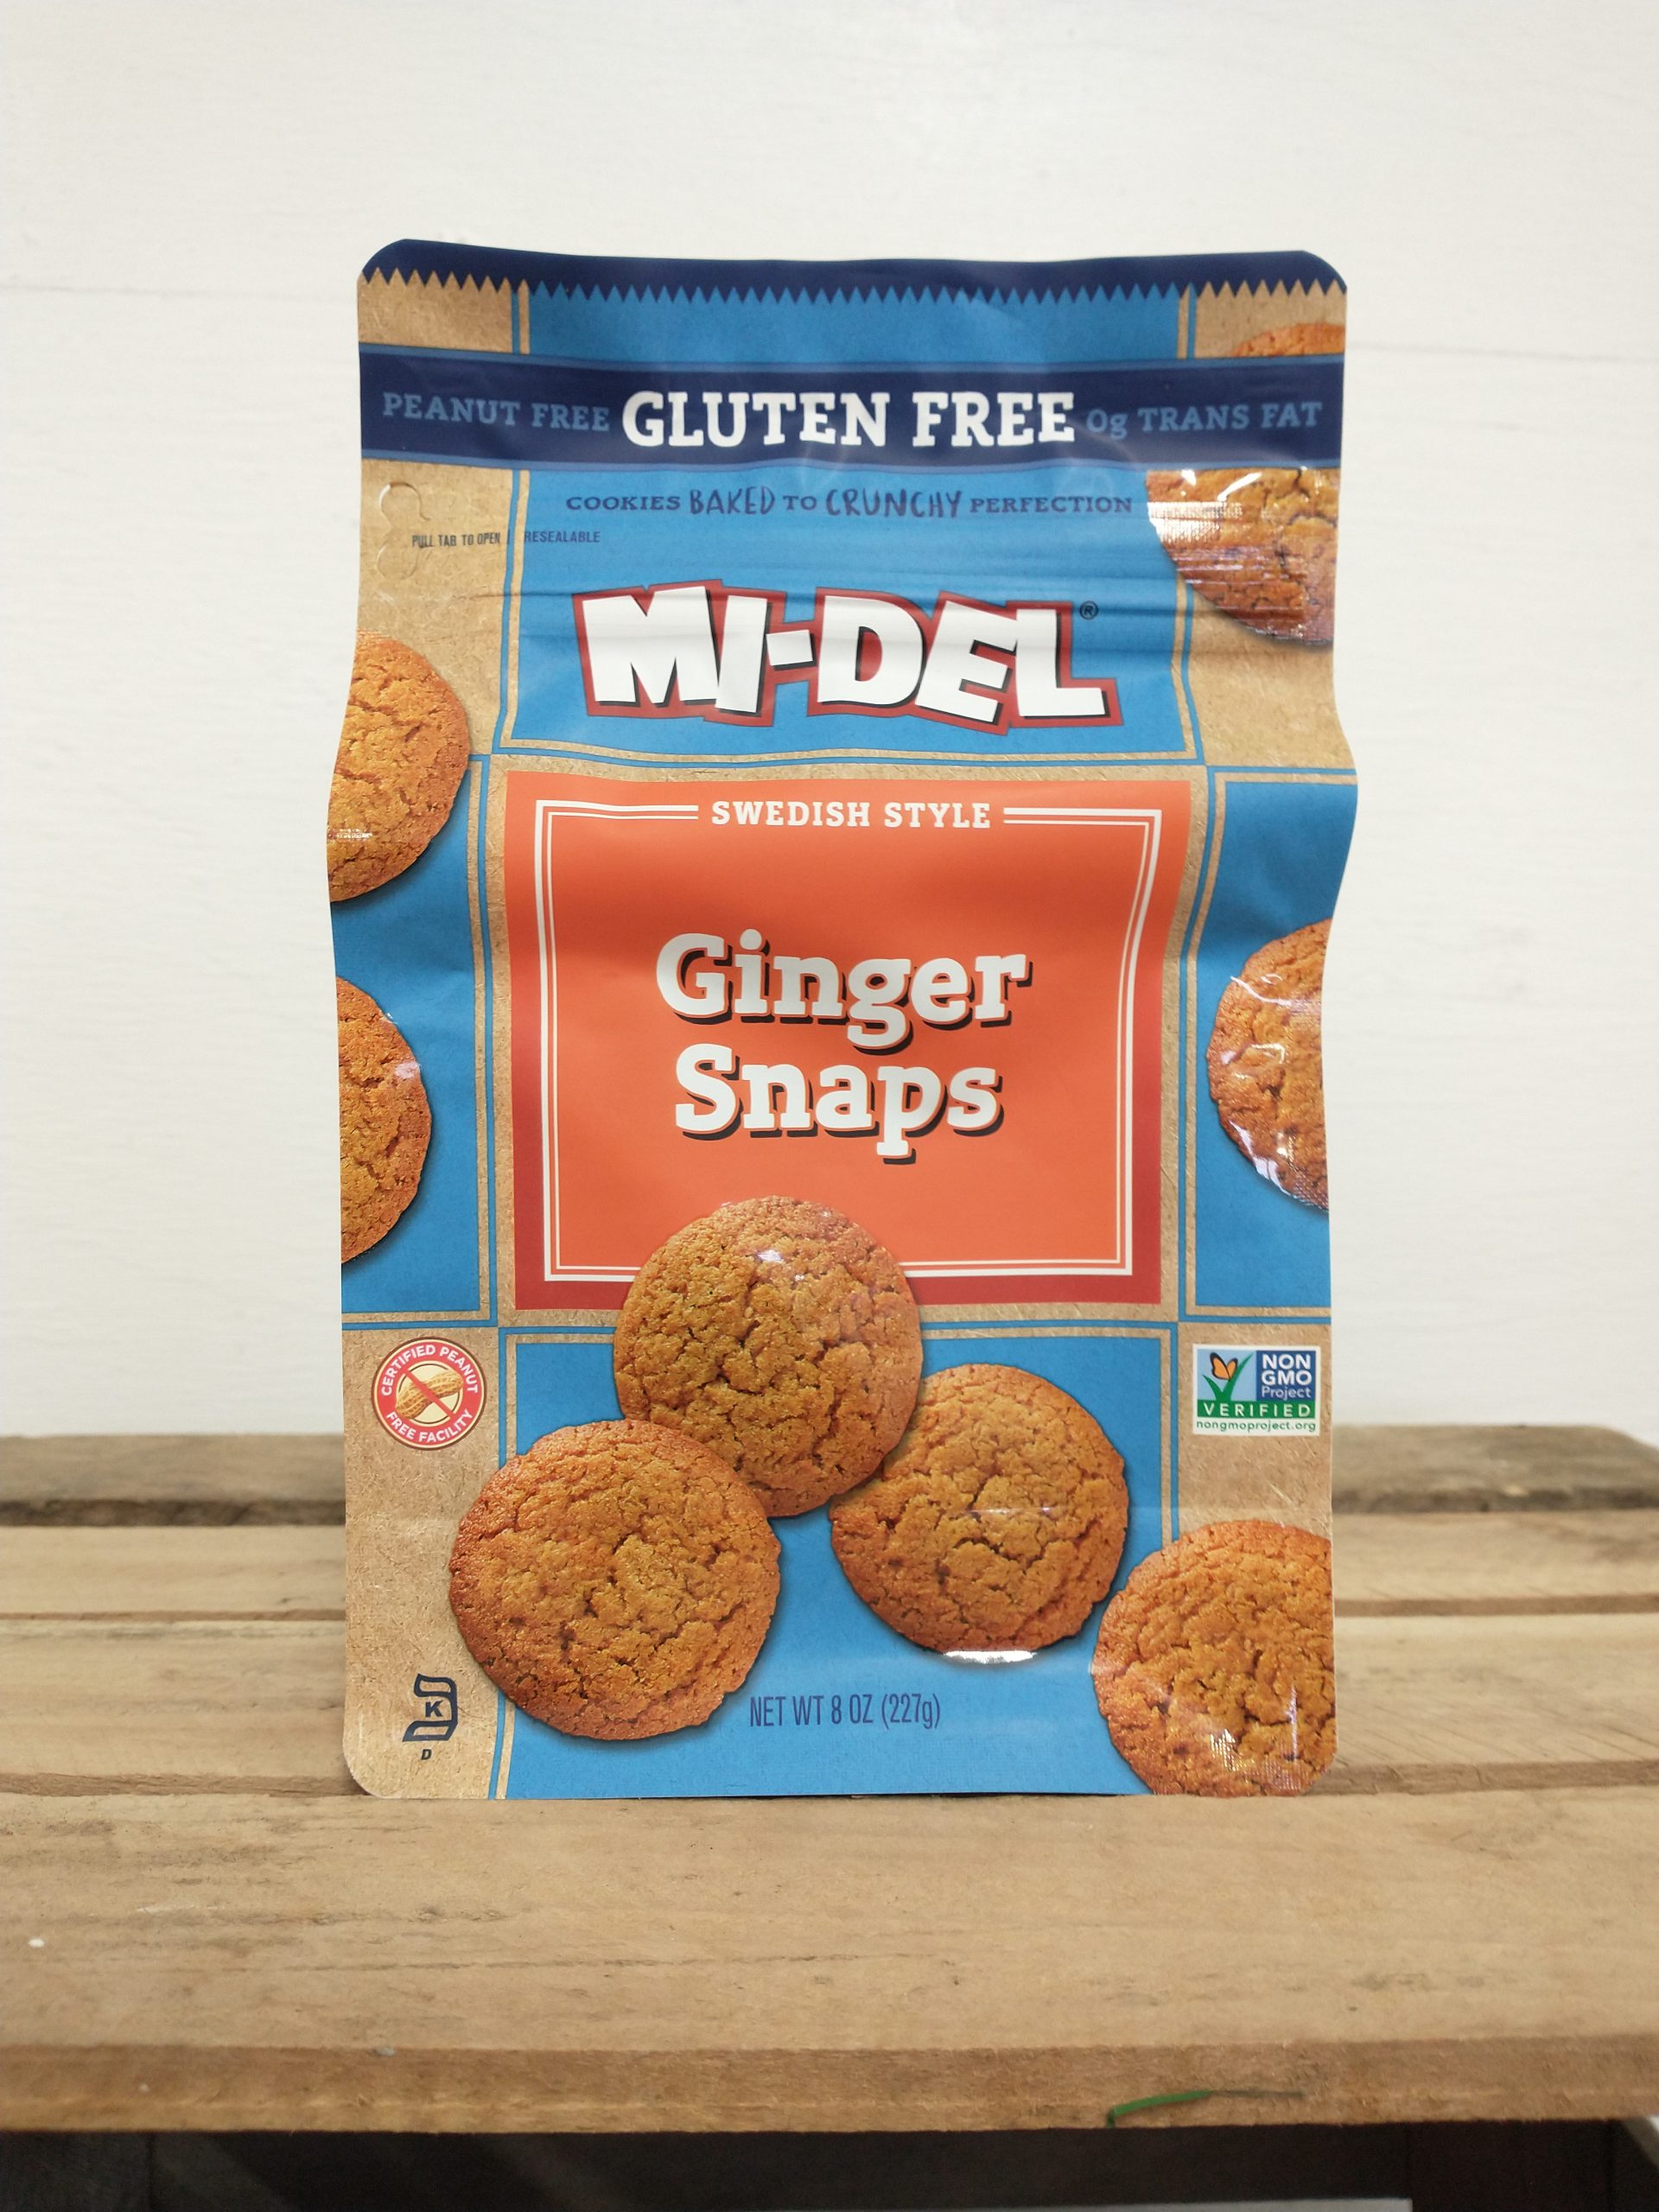 PEANUT FREE GLUTEN FREE 0g TRANS FAT
COOKIES BAKED TO CRUNCHY PERFECTION
PULL TAB TO OPEN | RESEALABLE
MI-DEL®
SWEDISH STYLE
Ginger
Snaps
CERTIFIED PEANUT
FREE FACILITY
NON
GMO
Project
VERIFIED
nongmoproject.org
K
D
NET WT 8 OZ (227g)